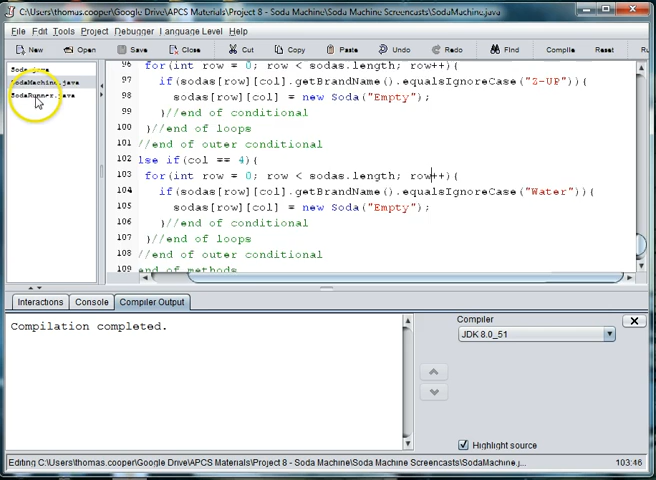 C:\Users\thomas.cooper\Google Drive\APCS Materials\Project 8 - Soda Machine\Soda Machine Screencasts\SodaMachine.java
File Edit Tools Project Debugger Language Help
New Open Save Close Cut Copy Paste Undo Redo Find Compile Reset R
Soda.java
SodaMachine.java
SodaRunner.java
96 for(int row = 0; row < sodas.length; row++){
97 if(sodas[row][col].getBrandName().equalsIgnoreCase("Z-UP")){
98 sodas[row][col] = new Soda("Empty");
99 }//end of conditional
100 }//end of loops
101 //end of outer conditional
102 lse if(col == 4){
103 for(int row = 0; row < sodas.length; row++){
104 if(sodas[row][col].getBrandName().equalsIgnoreCase("Water")){
105 sodas[row][col] = new Soda("Empty");
106 }//end of conditional
107 }//end of loops
108 //end of outer conditional
109 end of methods
Interactions Console Compiler Output
Compilation completed.
Compiler
JDK 8.0_51
Highlight source
Editing C:\Users\thomas.cooper\Google Drive\APCS Materials\Project 8 - Soda Machine\Soda Machine Screencasts\SodaMachine.j... 103:46